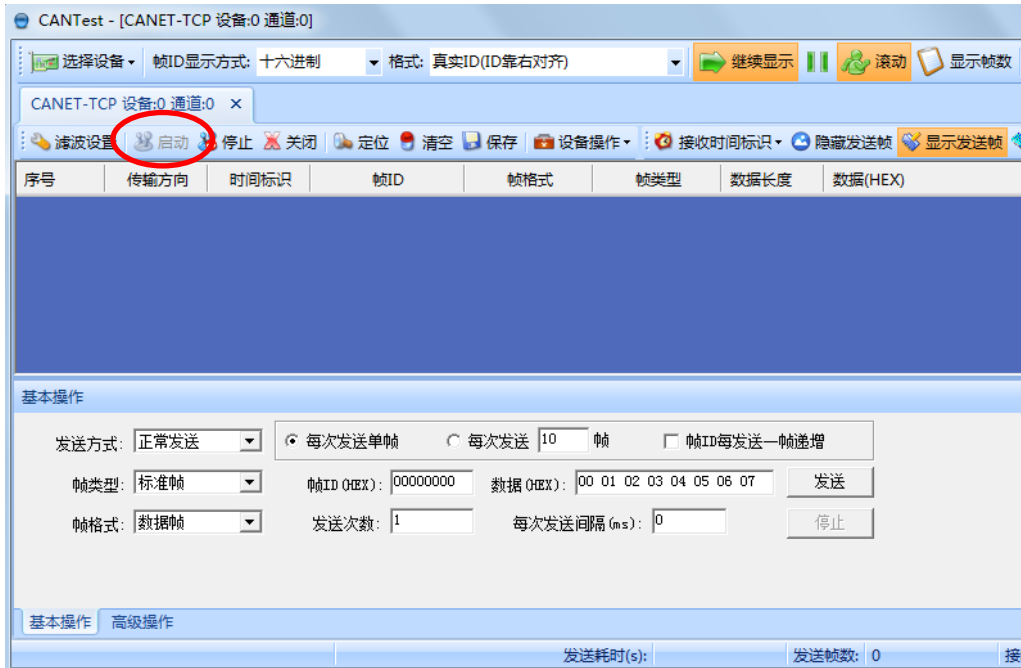 CANTest - [CANET-TCP 设备:0 通道:0]
选择设备 帧ID显示方式: 十六进制 格式: 真实ID(ID靠右对齐) 继续显示 滚动 显示帧数
CANET-TCP 设备:0 通道:0 ×
滤波设置 启动 停止 关闭 定位 清空 保存 设备操作 接收时间标识 隐藏发送帧 显示发送帧
序号 传输方向 时间标识 帧ID 帧格式 帧类型 数据长度 数据(HEX)
基本操作
发送方式: 正常发送 每次发送单帧 每次发送 10 帧 帧ID每发送一帧递增
帧类型: 标准帧 帧ID(HEX): 00000000 数据(HEX): 00 01 02 03 04 05 06 07 发送
帧格式: 数据帧 发送次数: 1 每次发送间隔(ms): 0 停止
基本操作 高级操作
发送耗时(s): 发送帧数: 0 接